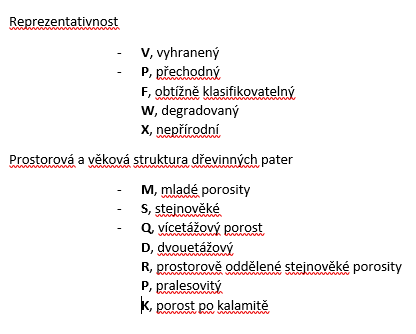 Reprezentativnost
- V, vyhranený
- P, přechodný
F, obtížně klasifikovatelný
W, degradovaný
X, nepřírodní
Prostorová a věková struktura dřevinných pater
- M, mladé porosity
- S, stejnověké
- Q, vícetážový porost
D, dvouetážový
R, prostorově oddělené stejnověké porosity
P, pralesovitý
K, porost po kalamitě